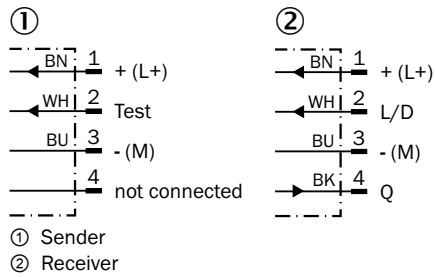 ① ②
BN 1 + (L+) BN 1 + (L+)
WH 2 Test WH 2 L/D
BU 3 - (M) BU 3 - (M)
4 not connected BK 4 Q
① Sender
② Receiver